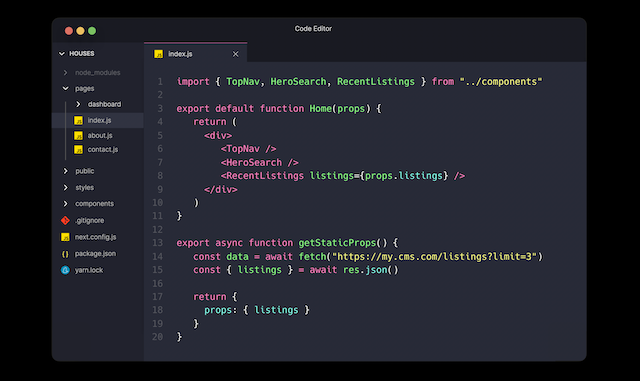 Code Editor
HOUSES
node_modules
pages
dashboard
index.js
about.js
contact.js
public
styles
components
.gitignore
next.config.js
package.json
yarn.lock
JS index.js ×
1 import { TopNav, HeroSearch, RecentListings } from "../components"
2
3 export default function Home(props) {
4 return (
5 <div>
6 <TopNav />
7 <HeroSearch />
8 <RecentListings listings={props.listings} />
9 </div>
10 )
11 }
12
13 export async function getStaticProps() {
14 const data = await fetch("https://my.cms.com/listings?limit=3")
15 const { listings } = await res.json()
16
17 return {
18 props: { listings }
19 }
20 }